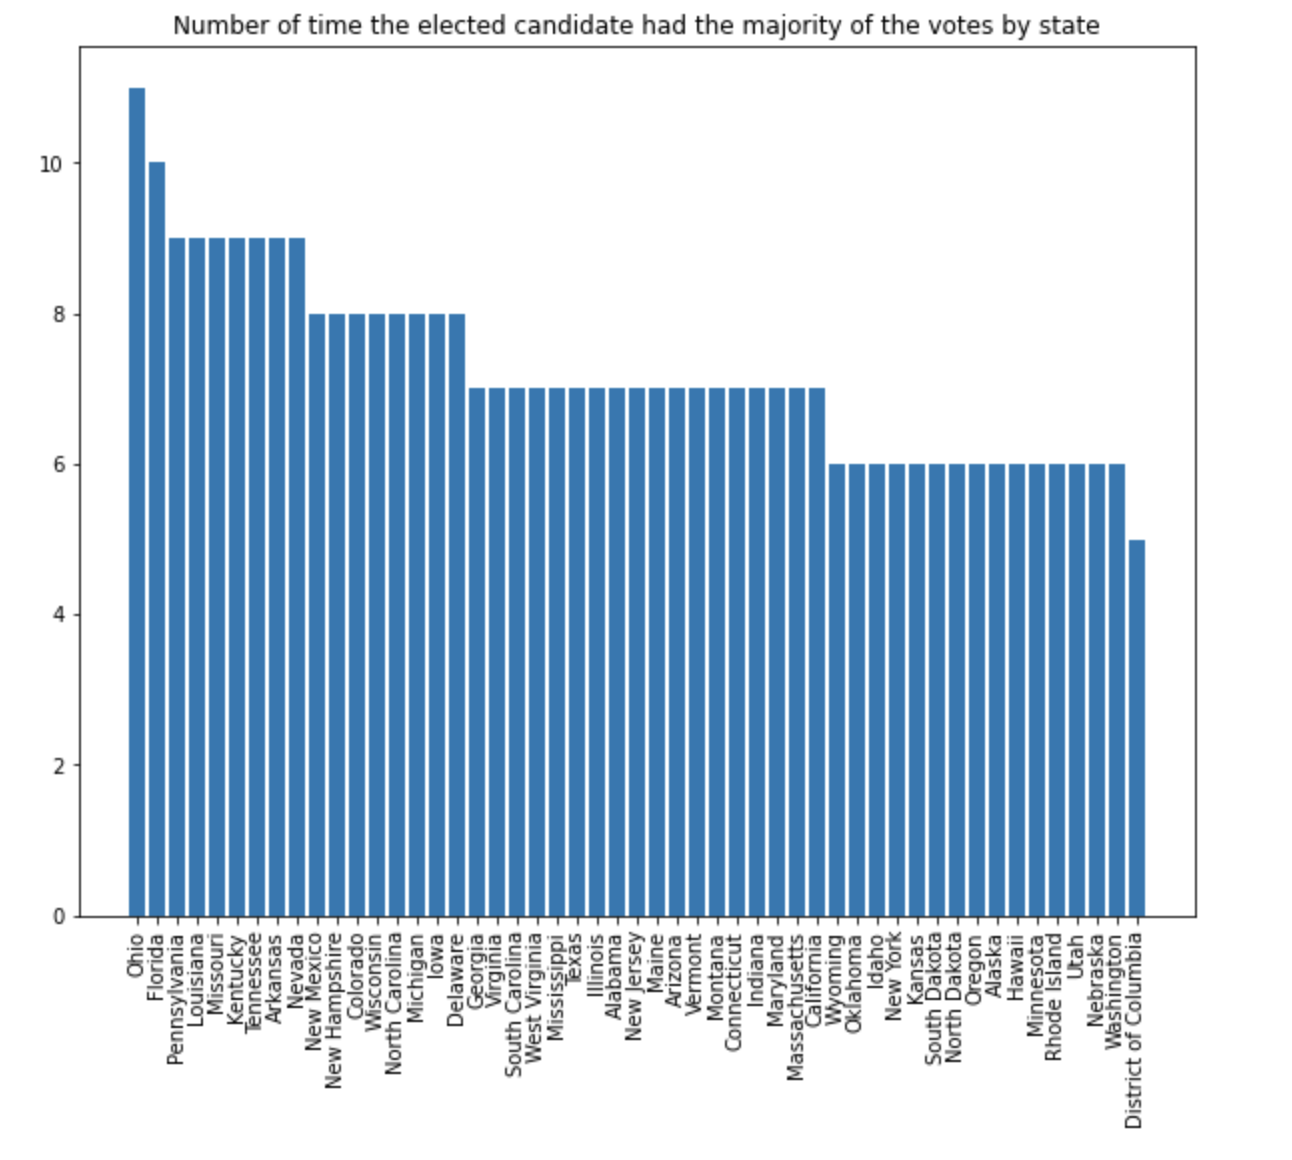 Number of time the elected candidate had the majority of the votes by state
10
8
6
4
2
0
Ohio
Florida
Pennsylvania
Louisiana
Missouri
Kentucky
Tennessee
Arkansas
Nevada
New Mexico
New Hampshire
Colorado
Wisconsin
North Carolina
Michigan
Iowa
Delaware
Georgia
Virginia
South Carolina
West Virginia
Mississippi
Texas
Illinois
Alabama
New Jersey
Maine
Arizona
Vermont
Montana
Connecticut
Indiana
Maryland
Massachusetts
California
Wyoming
Oklahoma
Idaho
New York
Kansas
South Dakota
North Dakota
Oregon
Alaska
Hawaii
Minnesota
Rhode Island
Utah
Nebraska
Washington
District of Columbia